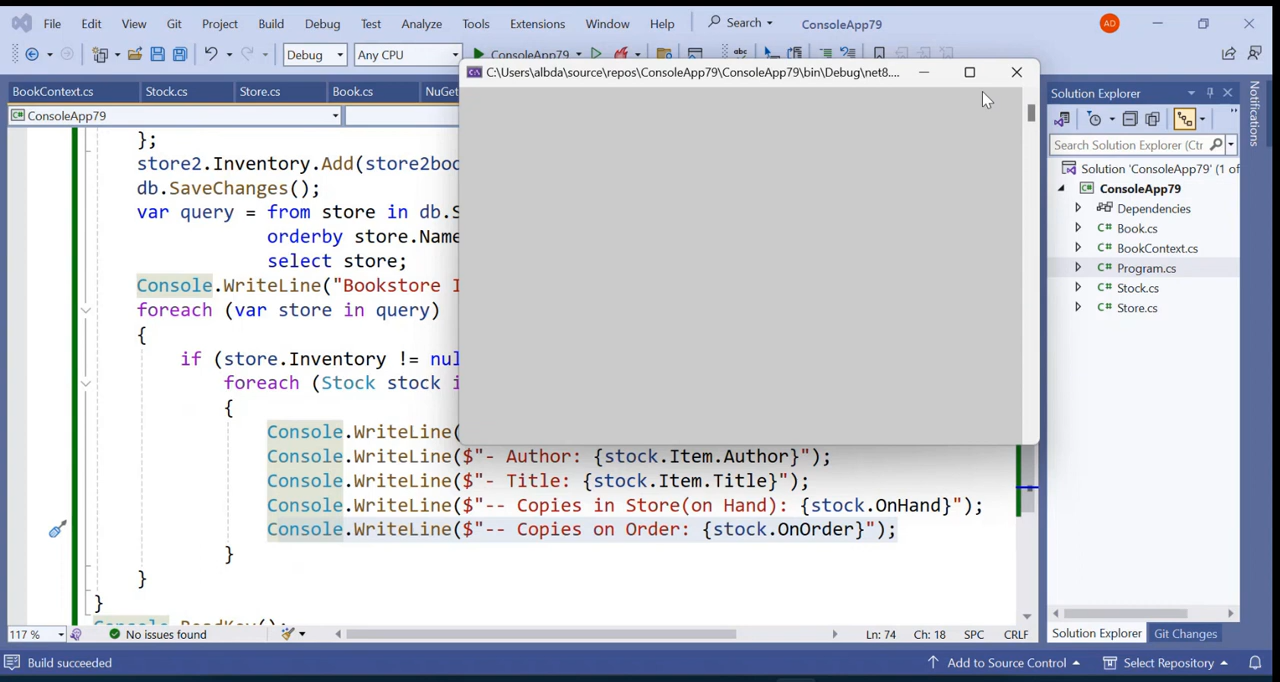 File Edit View Git Project Build Debug Test Analyze Tools Extensions Window Help Search ConsoleApp79 AD
Debug Any CPU ConsoleApp79
BookContext.cs Stock.cs Store.cs Book.cs NuGet
ConsoleApp79
C:\Users\albda\source\repos\ConsoleApp79\ConsoleApp79\bin\Debug\net8....
};
store2.Inventory.Add(store2boo
db.SaveChanges();
var query = from store in db.S
orderby store.Name
select store;
Console.WriteLine("Bookstore I
foreach (var store in query)
{
if (store.Inventory != nul
foreach (Stock stock i
{
Console.WriteLine(
Console.WriteLine($"- Author: {stock.Item.Author}");
Console.WriteLine($"- Title: {stock.Item.Title}");
Console.WriteLine($"-- Copies in Store(on Hand): {stock.OnHand}");
Console.WriteLine($"-- Copies on Order: {stock.OnOrder}");
}
}
}
Console.ReadKey();
117 % No issues found Ln: 74 Ch: 18 SPC CRLF
Solution Explorer
Search Solution Explorer (Ctr
Solution 'ConsoleApp79' (1 of
ConsoleApp79
Dependencies
C# Book.cs
C# BookContext.cs
C# Program.cs
C# Stock.cs
C# Store.cs
Solution Explorer Git Changes
Notifications
Build succeeded Add to Source Control Select Repository